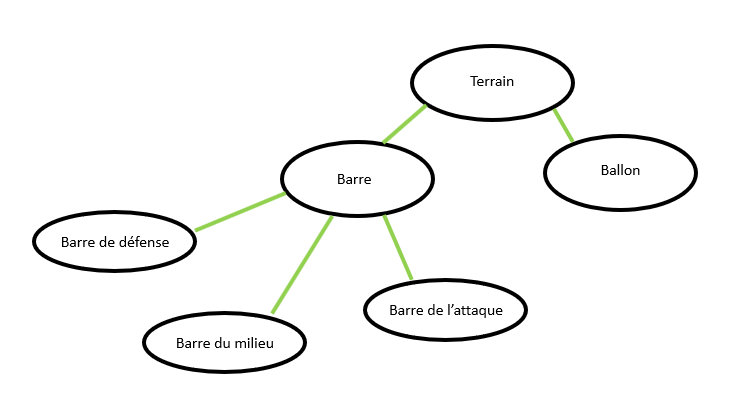 Terrain
Ballon
Barre
Barre de défense
Barre de l’attaque
Barre du milieu